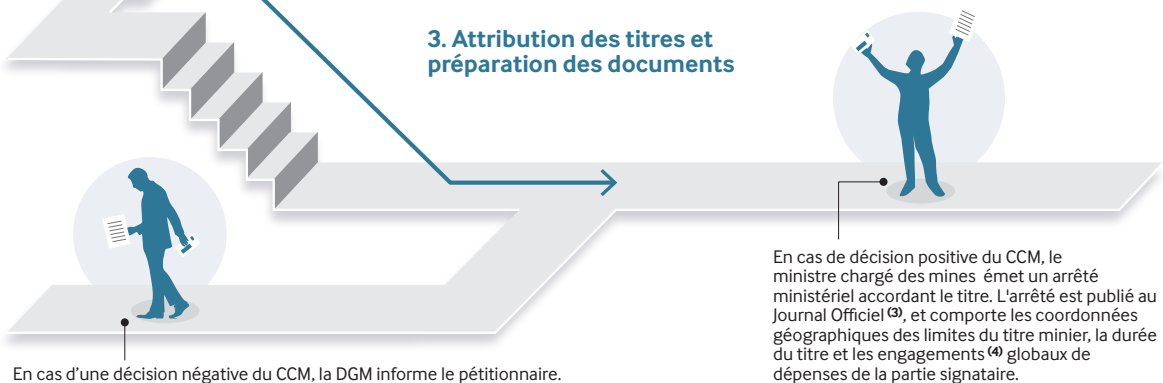 3. Attribution des titres et
préparation des documents
En cas de décision positive du CCM, le
ministre chargé des mines émet un arrêté
ministériel accordant le titre. L'arrêté est publié au
Journal Officiel (3), et comporte les coordonnées
géographiques des limites du titre minier, la durée
du titre et les engagements (4) globaux de
dépenses de la partie signataire.
En cas d’une décision négative du CCM, la DGM informe le pétitionnaire.